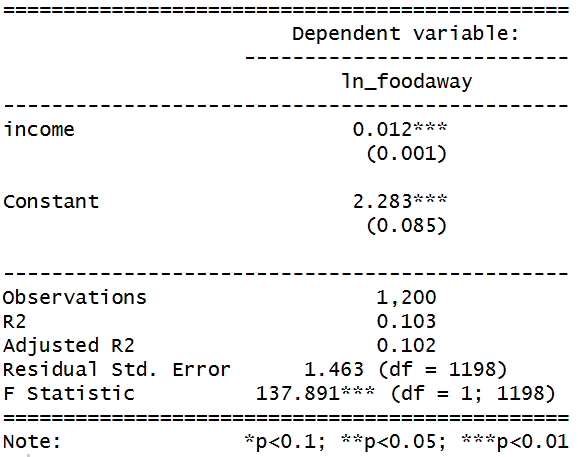 ===============================================
Dependent variable:
---------------------------
ln_foodaway
-----------------------------------------------
income 0.012***
(0.001)
Constant 2.283***
(0.085)
-----------------------------------------------
Observations 1,200
R2 0.103
Adjusted R2 0.102
Residual Std. Error 1.463 (df = 1198)
F Statistic 137.891*** (df = 1; 1198)
===============================================
Note: *p<0.1; **p<0.05; ***p<0.01